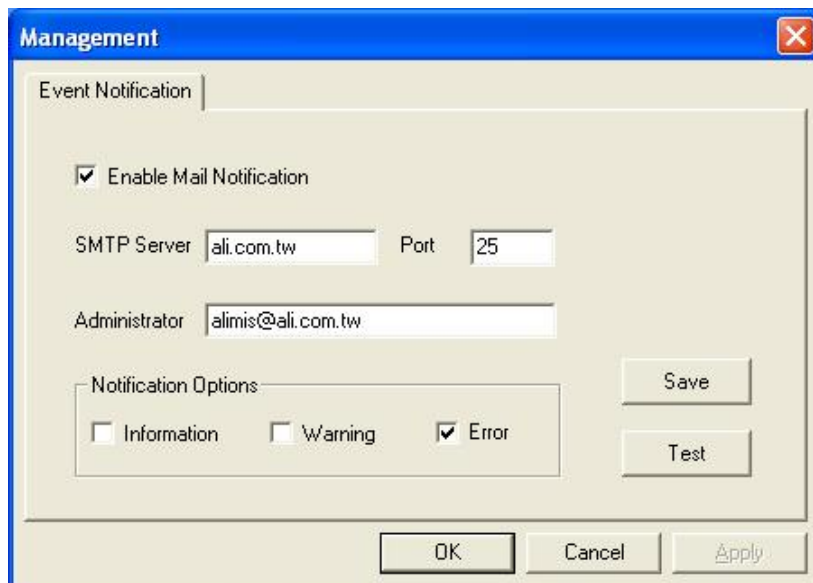 Management
Event Notification
Enable Mail Notification
SMTP Server ali.com.tw Port 25
Administrator alimis@ali.com.tw
Notification Options
Save
Information Warning Error
Test
OK Cancel Apply